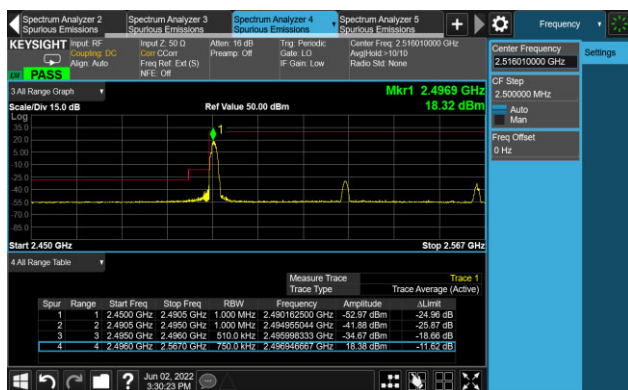 Spectrum Analyzer 2
Spurious Emissions
Spectrum Analyzer 3
Spurious Emissions
Spectrum Analyzer 4
Spurious Emissions
Spectrum Analyzer 5
Spurious Emissions
+
Frequency
KEYSIGHT
Input: RF
Coupling: DC
Align: Auto
Input Z: 50 Ω
Corr CCorr
Freq Ref: Ext (S)
NFE: Off
Atten: 16 dB
Preamp: Off
Trig: Periodic
Gate: LO
IF Gain: Low
Center Freq: 2.516010000 GHz
Avg|Hold:>10/10
Radio Std: None
PASS
Center Frequency
2.516010000 GHz
Settings
CF Step
2.500000 MHz
Auto
Man
Freq Offset
0 Hz
3 All Range Graph
Mkr1 2.4969 GHz
Scale/Div 15.0 dB
Ref Value 50.00 dBm
18.32 dBm
Log
35.0
20.0
5.00
-10.0
-25.0
-40.0
-55.0
-70.0
-85.0
1
Start 2.450 GHz
Stop 2.567 GHz
4 All Range Table
Measure Trace Trace 1
Trace Type Trace Average (Active)
Spur Range Start Freq Stop Freq RBW Frequency Amplitude ΔLimit
1 1 2.4500 GHz 2.4905 GHz 1.000 MHz 2.490162500 GHz -52.97 dBm -24.96 dB
2 2 2.4905 GHz 2.4950 GHz 1.000 MHz 2.494955044 GHz -41.88 dBm -25.87 dB
3 3 2.4950 GHz 2.4960 GHz 510.0 kHz 2.495998333 GHz -34.67 dBm -18.66 dB
4 4 2.4960 GHz 2.5670 GHz 750.0 kHz 2.496946667 GHz 18.38 dBm -11.62 dB
?
Jun 02, 2022
3:30:23 PM